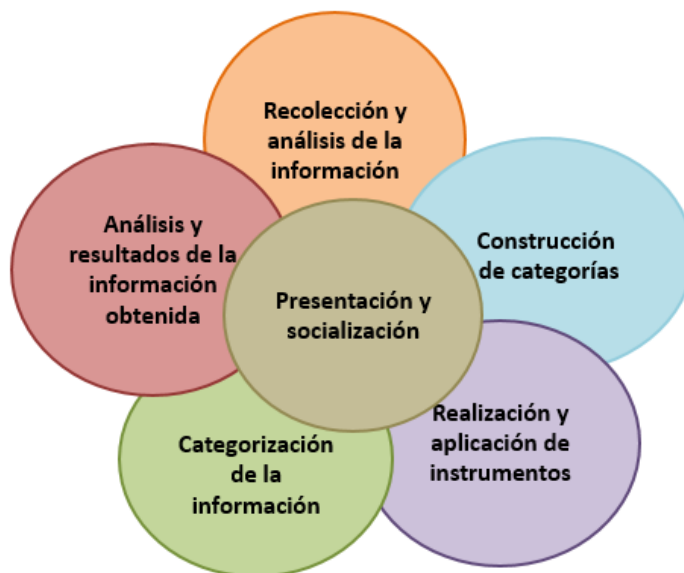 Recolección y
análisis de la
información
Construcción
de categorías
Realización y
aplicación de
instrumentos
Categorización
de la
información
Análisis y
resultados de la
información
obtenida
Presentación y
socialización